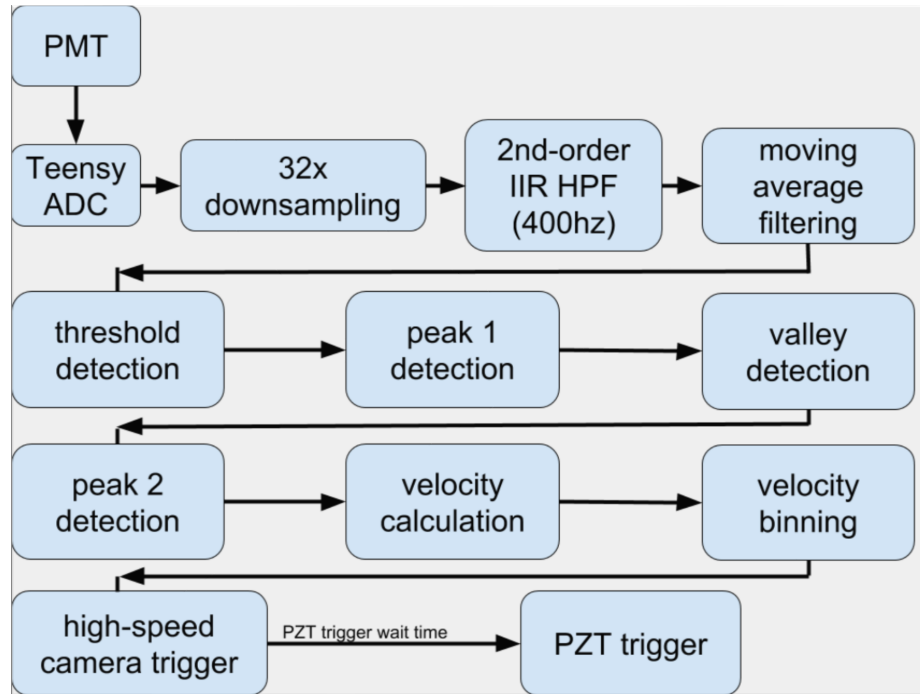 PMT
Teensy
ADC
32x
downsampling
2nd-order
IIR HPF
(400hz)
moving
average
filtering
threshold
detection
peak 1
detection
valley
detection
peak 2
detection
velocity
calculation
velocity
binning
high-speed
camera trigger
PZT trigger wait time
PZT trigger